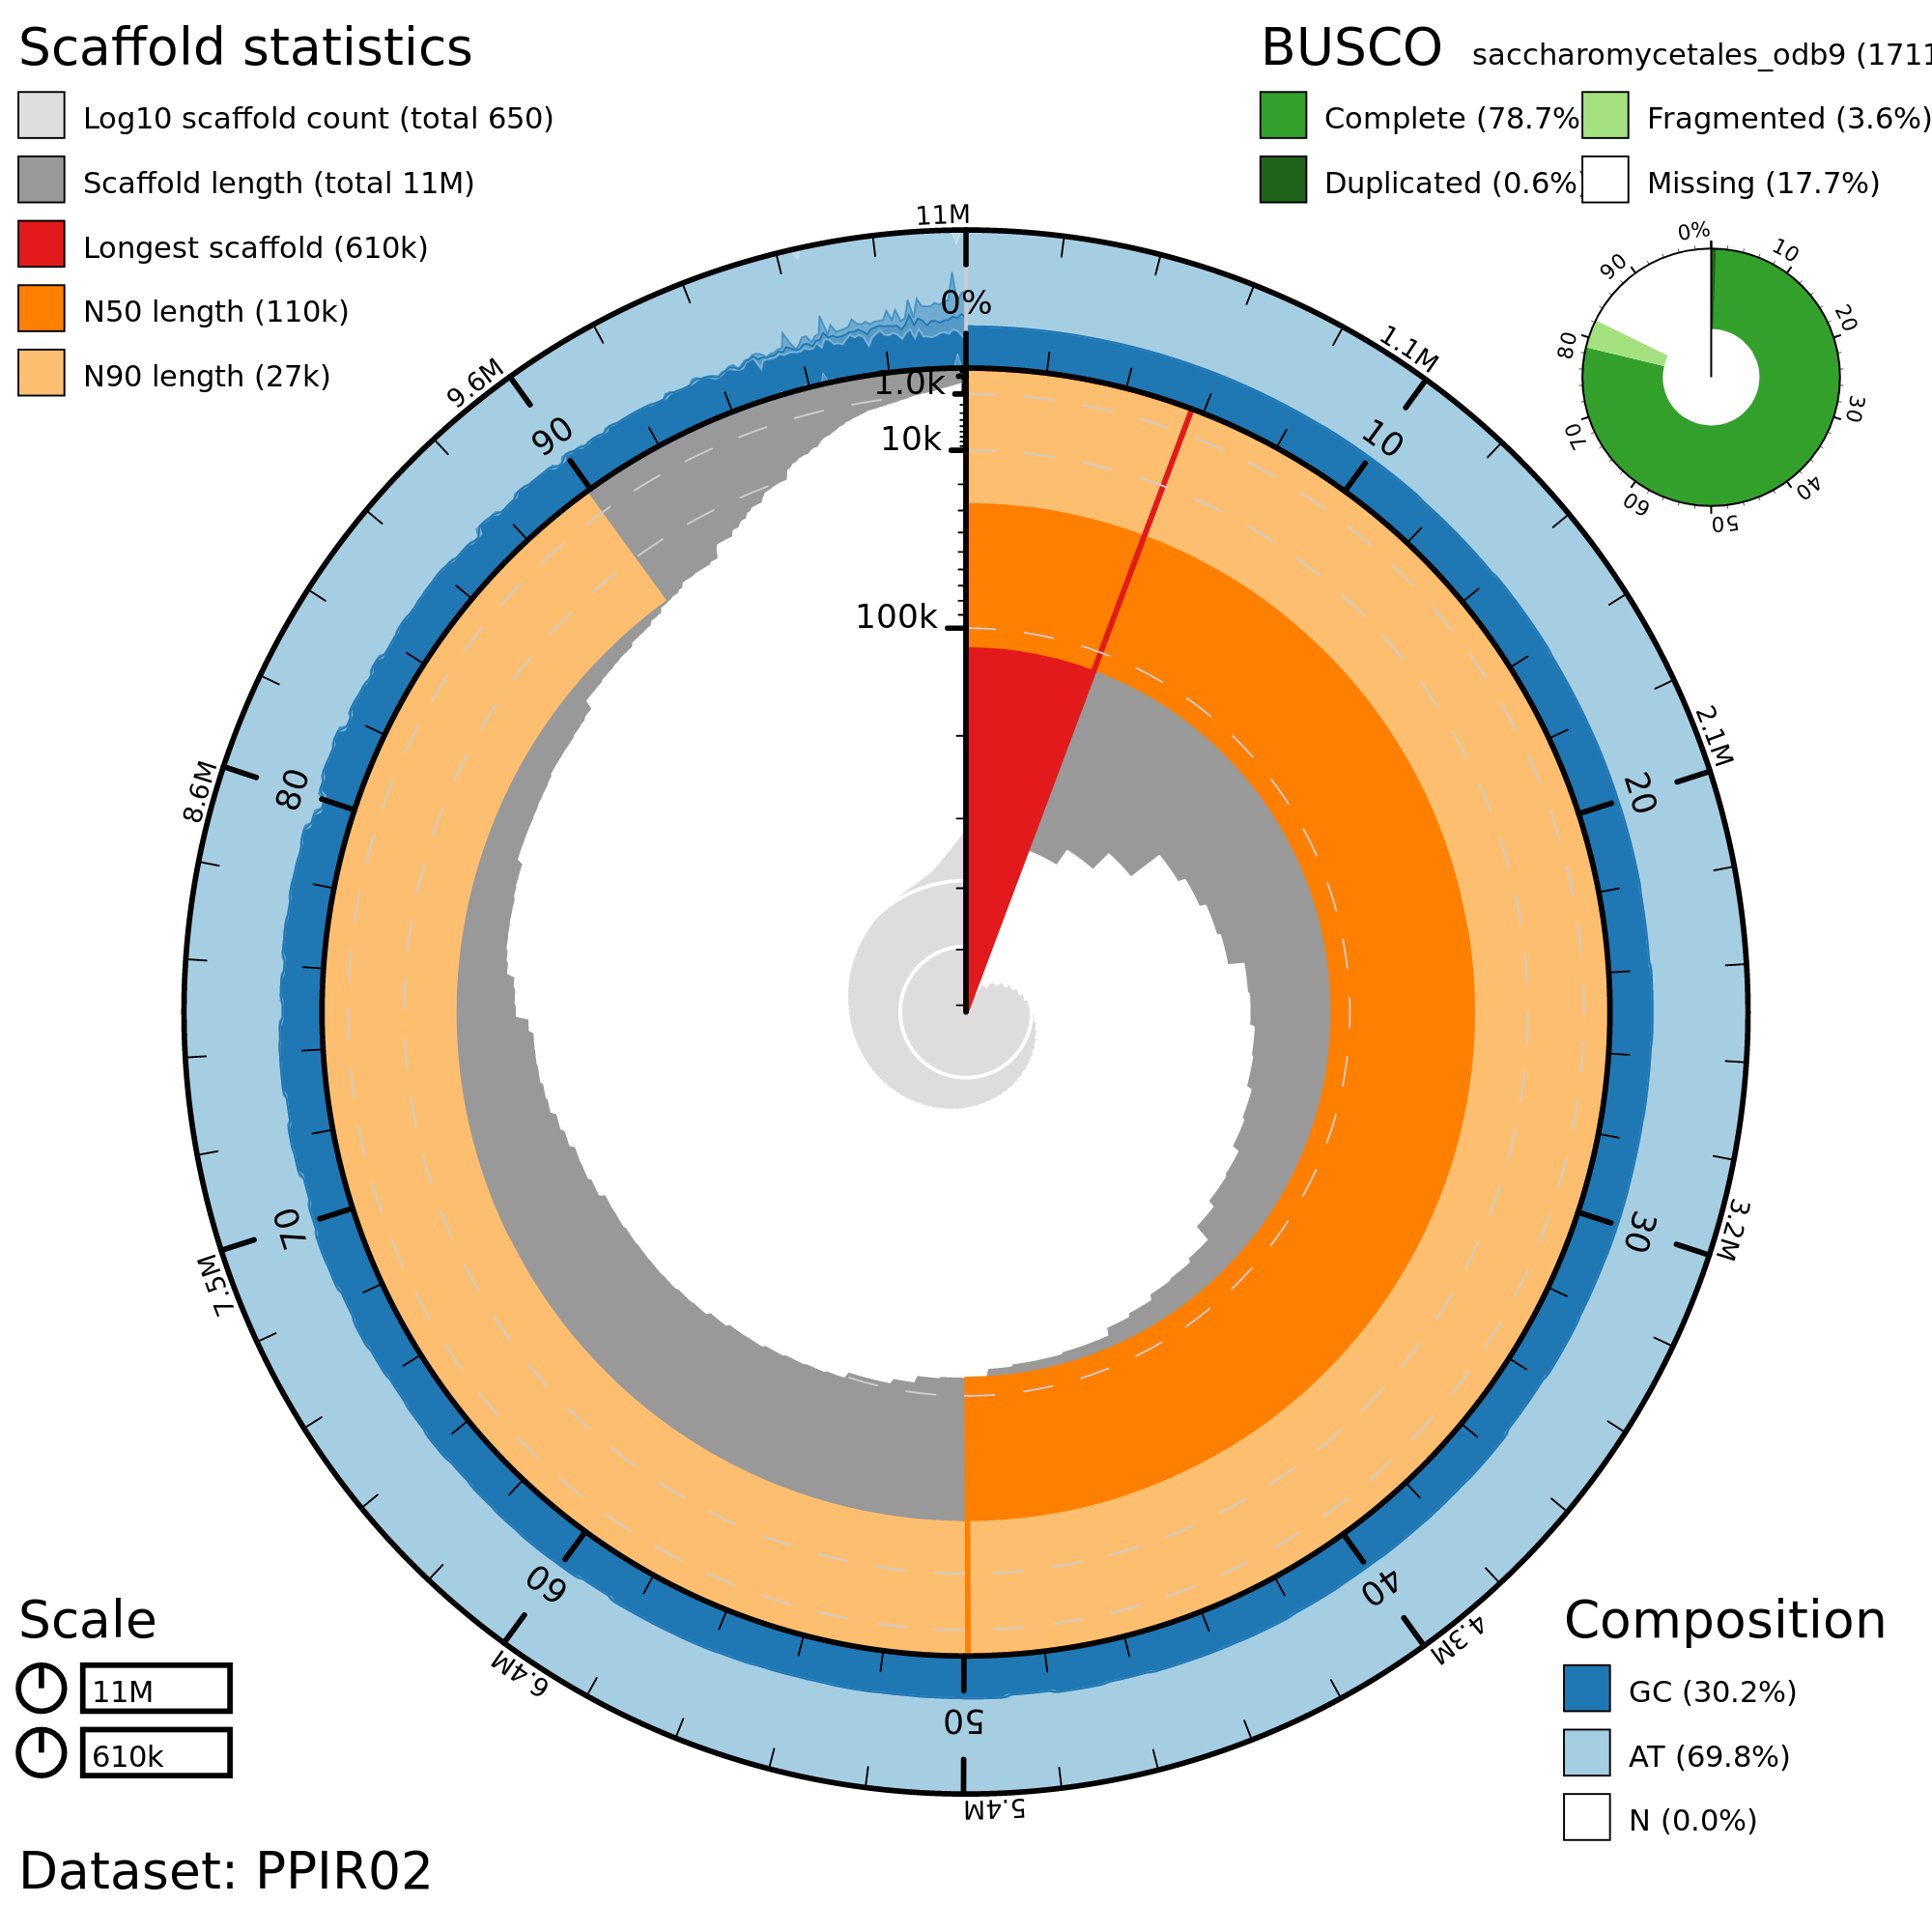 Scaffold statistics
Log10 scaffold count (total 650)
Scaffold length (total 11M)
Longest scaffold (610k)
N50 length (110k)
N90 length (27k)
BUSCO saccharomycetales_odb9 (1711
Complete (78.7%
Fragmented (3.6%)
Duplicated (0.6%)
Missing (17.7%)
0%
10
20
30
40
50
60
70
80
90
11M
1.1M
2.1M
3.2M
4.3M
5.4M
6.4M
7.5M
8.6M
9.6M
0%
10
20
30
40
50
60
70
80
90
1.0k
10k
100k
Scale
11M
610k
Composition
GC (30.2%)
AT (69.8%)
N (0.0%)
Dataset: PPIR02